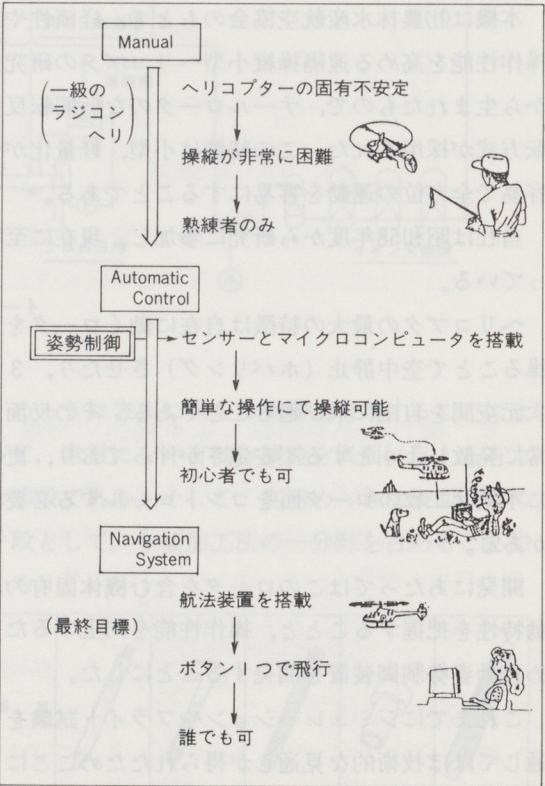 Manual
(一級の
ラジコン
ヘリ)
ヘリコプターの固有不安定
操縦が非常に困難
熟練者のみ
Automatic
Control
姿勢制御
センサーとマイクロコンピュータを搭載
簡単な操作にて操縦可能
初心者でも可
Navigation
System
(最終目標)
航法装置を搭載
ボタン1つで飛行
誰でも可